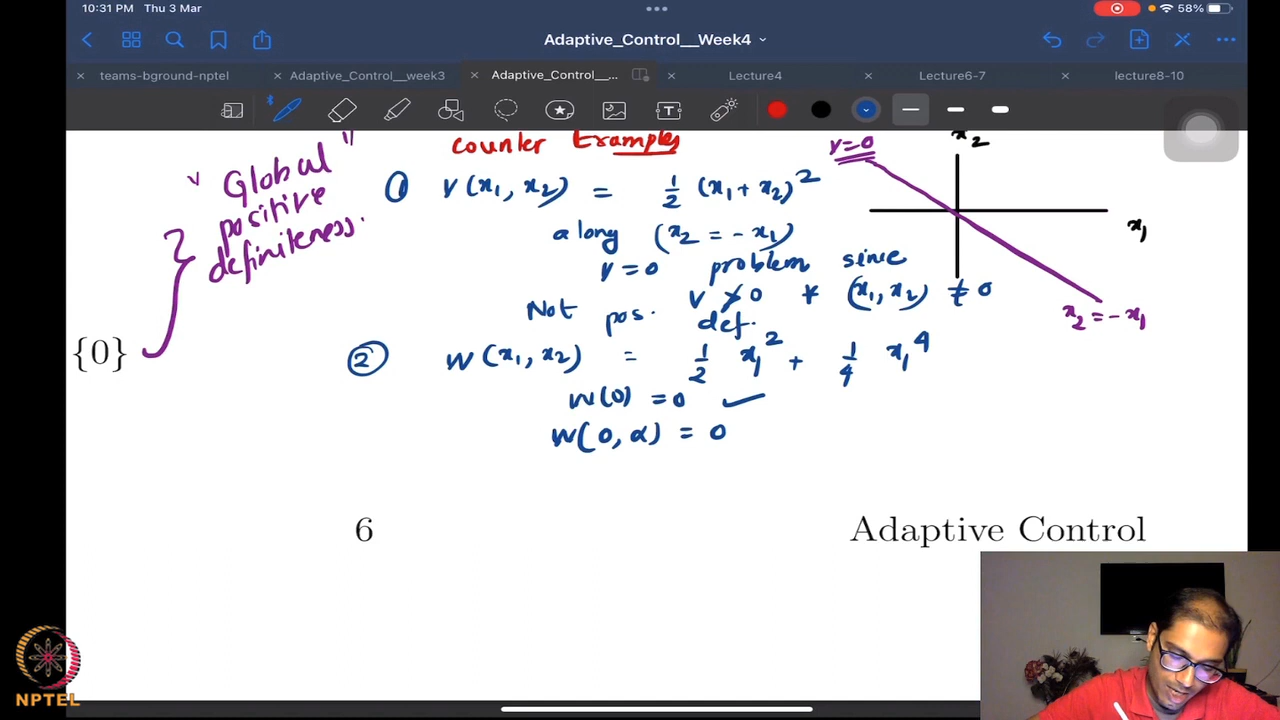 10:31 PM Thu 3 Mar
58%
Adaptive_Control__Week4
teams-bground-nptel
Adaptive_Control__week3
Adaptive_Control__...
Lecture4
Lecture6-7
lecture8-10
counter Examples
"Global positive definiteness"
{0}
① V(x₁, x₂) = 1/2 (x₁ + x₂)²
along (x₂ = -x₁)
V = 0 problem since
V ≯ 0 ∀ (x₁, x₂) ≠ 0
Not pos. def.
② W(x₁, x₂) = 1/2 x₁² + 1/4 x₁⁴
W(0) = 0 ✓
W(0, α) = 0
V=0
x₂
x₁
x₂ = -x₁
6
Adaptive Control
NPTEL